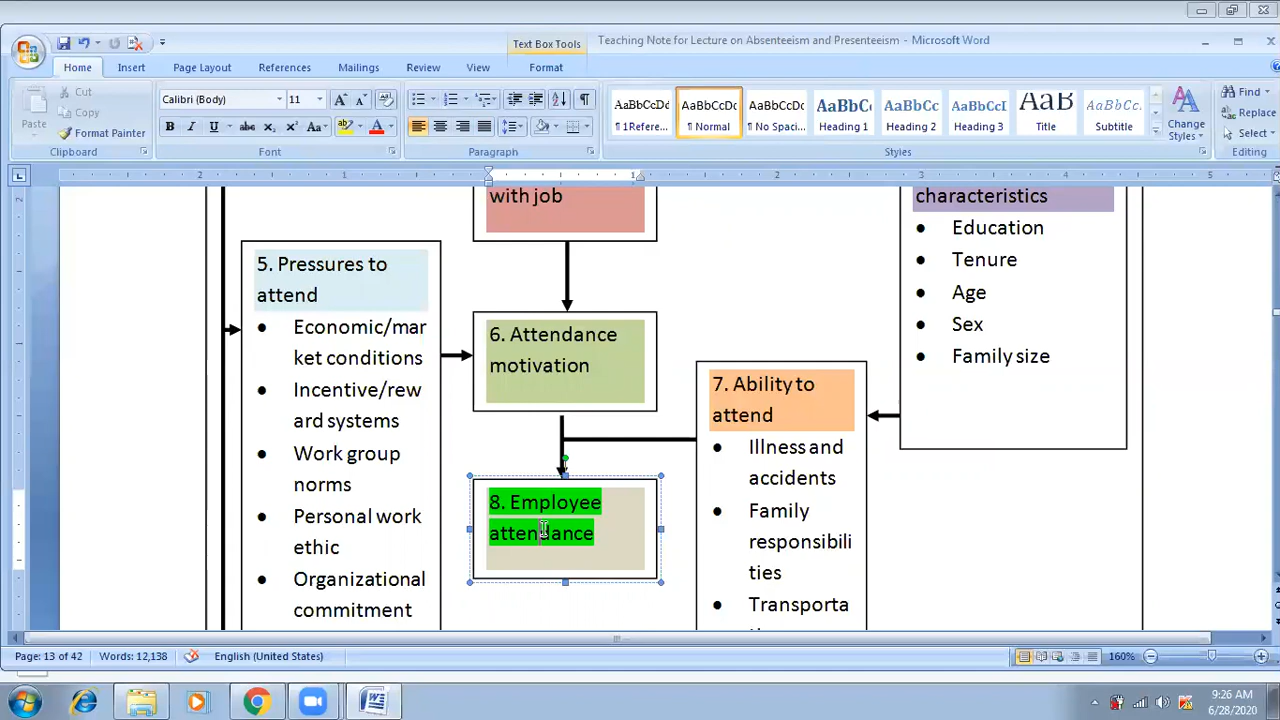 Text Box Tools
Teaching Note for Lecture on Absenteeism and Presenteeism - Microsoft Word
Home Insert Page Layout References Mailings Review View Format
Paste
Cut
Copy
Format Painter
Clipboard
Calibri (Body) 11
Font
Paragraph
AaBbCcDd AaBbCcDc AaBbCcDc AaBbCc AaBbCc AaBbCcI AaB AaBbCc.
¶ 1Refere... ¶ Normal ¶ No Spaci... Heading 1 Heading 2 Heading 3 Title Subtitle
Change
Styles
Styles
Find
Replace
Select
Editing
with job
characteristics
• Education
• Tenure
• Age
• Sex
• Family size
5. Pressures to
attend
• Economic/mar
ket conditions
• Incentive/rew
ard systems
• Work group
norms
• Personal work
ethic
• Organizational
commitment
6. Attendance
motivation
7. Ability to
attend
• Illness and
accidents
• Family
responsibili
ties
• Transporta
8. Employee
attendance
Page: 13 of 42 Words: 12,138 English (United States) 160%
9:26 AM
6/28/2020